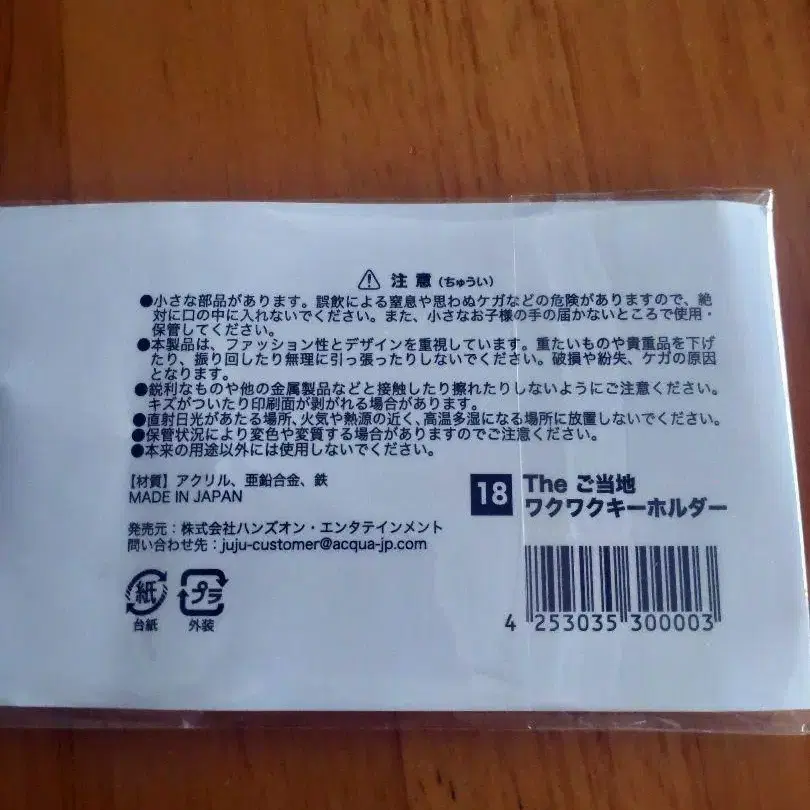 ⚠ 注意（ちゅうい）
●小さな部品があります。誤飲による窒息や思わぬケガなどの危険がありますので、絶
対に口の中に入れないでください。また、小さなお子様の手の届かないところで使用・
保管してください。
●本製品は、ファッション性とデザインを重視しています。重たいものや貴重品を下げ
たり、振り回したり無理に引っ張ったりしないでください。破損や紛失、ケガの原因
となります。
●鋭利なものや他の金属製品などと接触したり擦れたりしないようにご注意ください。
キズがついたり印刷面が剥がれる場合があります。
●直射日光があたる場所、火気や熱源の近く、高温多湿になる場所に放置しないでください。
●保管状況により変色や変質する場合がありますのでご注意ください。
●本来の用途以外には使用しないでください。
【材質】アクリル、亜鉛合金、鉄
MADE IN JAPAN
発売元：株式会社ハンズオン・エンタテインメント
問い合わせ先：juju-customer@acqua-jp.com
紙
台紙
プラ
外装
18
The ご当地
ワクワクキーホルダー
4 253035 300003